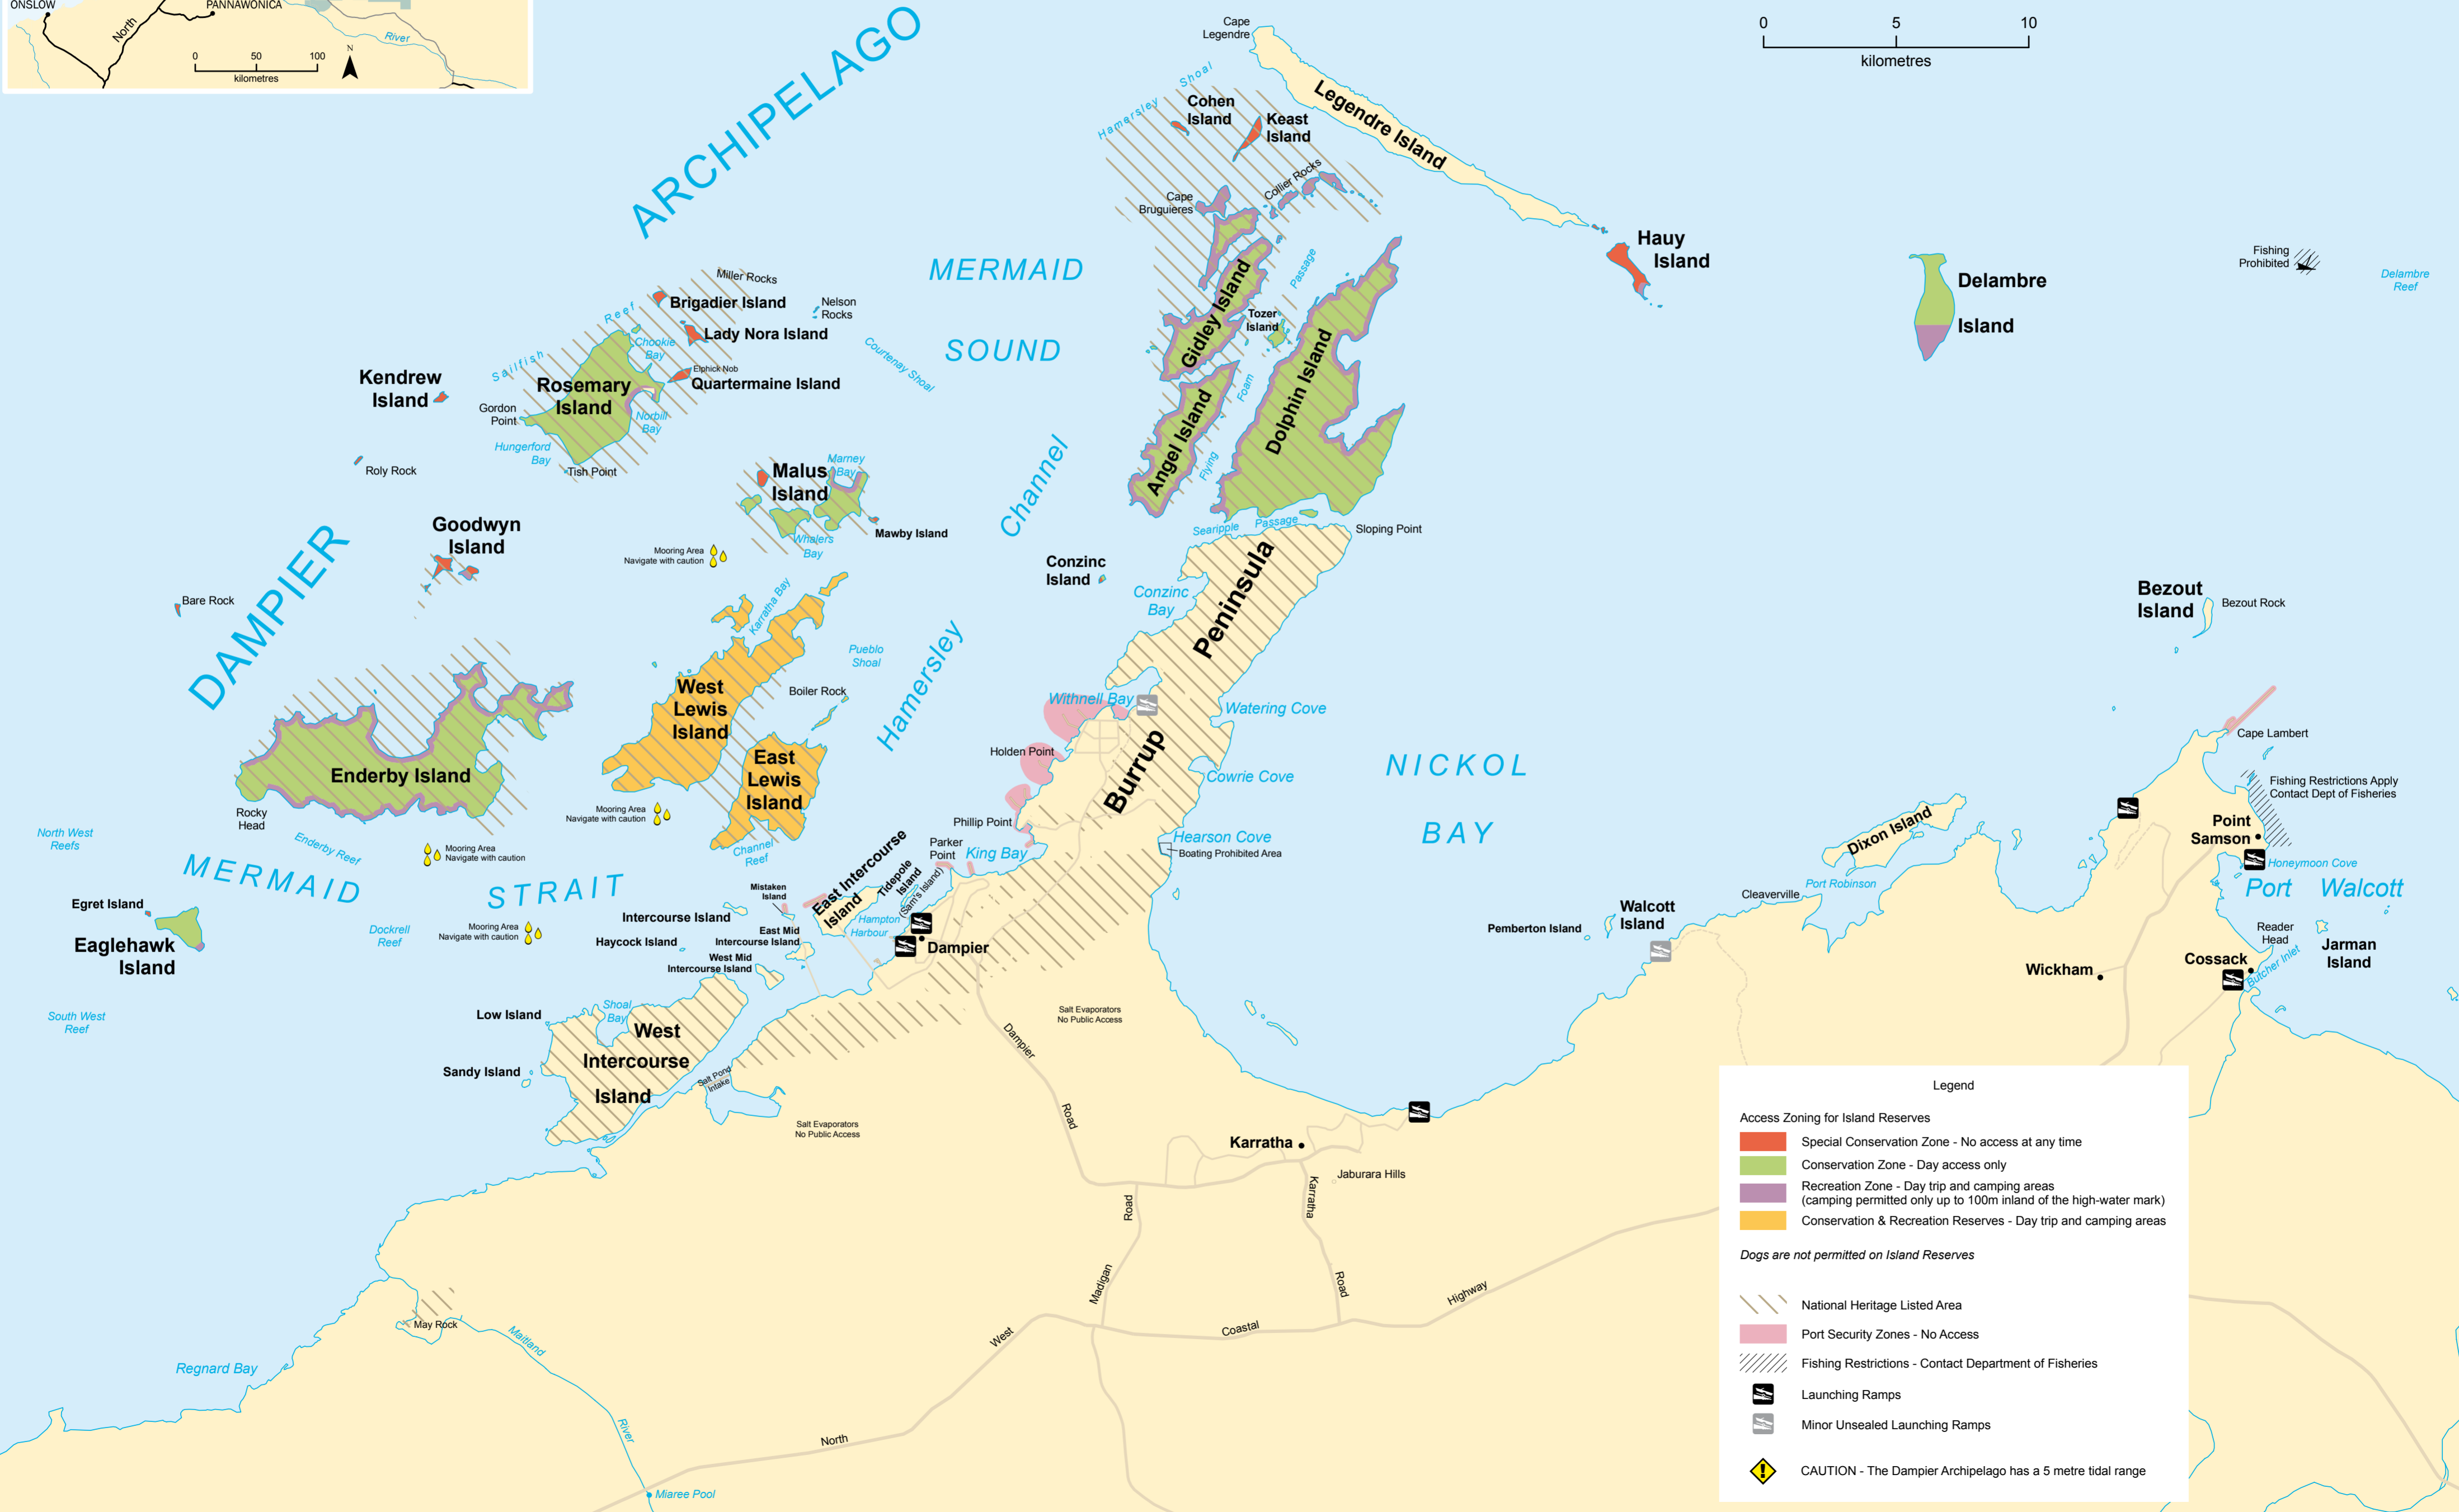 ONSLOW
PANNAWONICA
North
River
0 50 100
kilometres
N
0 5 10
kilometres
DAMPIER
ARCHIPELAGO
Cape
Legendre
Legendre Island
Hamersley Shoal
Cohen
Island
Keast
Island
Collier Rocks
Cape
Bruguieres
Hauy
Island
Delambre
Island
Fishing
Prohibited
Delambre
Reef
MERMAID
SOUND
Miller Rocks
Brigadier Island
Nelson
Rocks
Lady Nora Island
Sailfish Reef
Chookie
Bay
Elphick Nob
Quartermaine Island
Courtenay Shoal
Kendrew
Island
Rosemary
Island
Gordon
Point
Norbill
Bay
Hungerford
Bay
Tish Point
Roly Rock
Gidley Island
Tozer
Island
Flying Foam Passage
Angel Island
Dolphin Island
Malus
Island
Marney
Bay
Mawby Island
Whalers
Bay
Mooring Area
Navigate with caution
Goodwyn
Island
Bare Rock
Searipple Passage
Sloping Point
Conzinc
Island
Conzinc
Bay
Hamersley Channel
Burrup Peninsula
Bezout
Island
Bezout Rock
Karratha Bay
Pueblo
Shoal
West
Lewis
Island
Boiler Rock
East
Lewis
Island
Withnell Bay
Watering Cove
Holden Point
Cowrie Cove
NICKOL
BAY
Cape Lambert
Fishing Restrictions Apply
Contact Dept of Fisheries
Enderby Island
Rocky
Head
Enderby Reef
North West
Reefs
Mooring Area
Navigate with caution
Mooring Area
Navigate with caution
Channel
Reef
Phillip Point
Parker
Point
King Bay
Hearson Cove
Boating Prohibited Area
Dixon Island
Point
Samson
Honeymoon Cove
Port Walcott
Port Robinson
Cleaverville
MERMAID STRAIT
Egret Island
Eaglehawk
Island
Dockrell
Reef
Mooring Area
Navigate with caution
Mistaken
Island
Intercourse Island
East Intercourse
Island
Tidepole
Island
(Sam's Island)
Hampton
Harbour
Haycock Island
East Mid
Intercourse Island
West Mid
Intercourse Island
Dampier
Pemberton Island
Walcott
Island
Wickham
Reader
Head
Cossack
Butcher Inlet
Jarman
Island
South West
Reef
Low Island
Shoal
Bay
West
Intercourse
Island
Sandy Island
Salt Pond
Intake
Salt Evaporators
No Public Access
Salt Evaporators
No Public Access
Dampier
Road
Karratha
Jaburara Hills
Karratha
Road
Madigan
Road
North
West
Coastal
Highway
May Rock
Maitland
River
Regnard Bay
Miaree Pool
Legend
Access Zoning for Island Reserves
Special Conservation Zone - No access at any time
Conservation Zone - Day access only
Recreation Zone - Day trip and camping areas
(camping permitted only up to 100m inland of the high-water mark)
Conservation & Recreation Reserves - Day trip and camping areas
Dogs are not permitted on Island Reserves
National Heritage Listed Area
Port Security Zones - No Access
Fishing Restrictions - Contact Department of Fisheries
Launching Ramps
Minor Unsealed Launching Ramps
! CAUTION - The Dampier Archipelago has a 5 metre tidal range